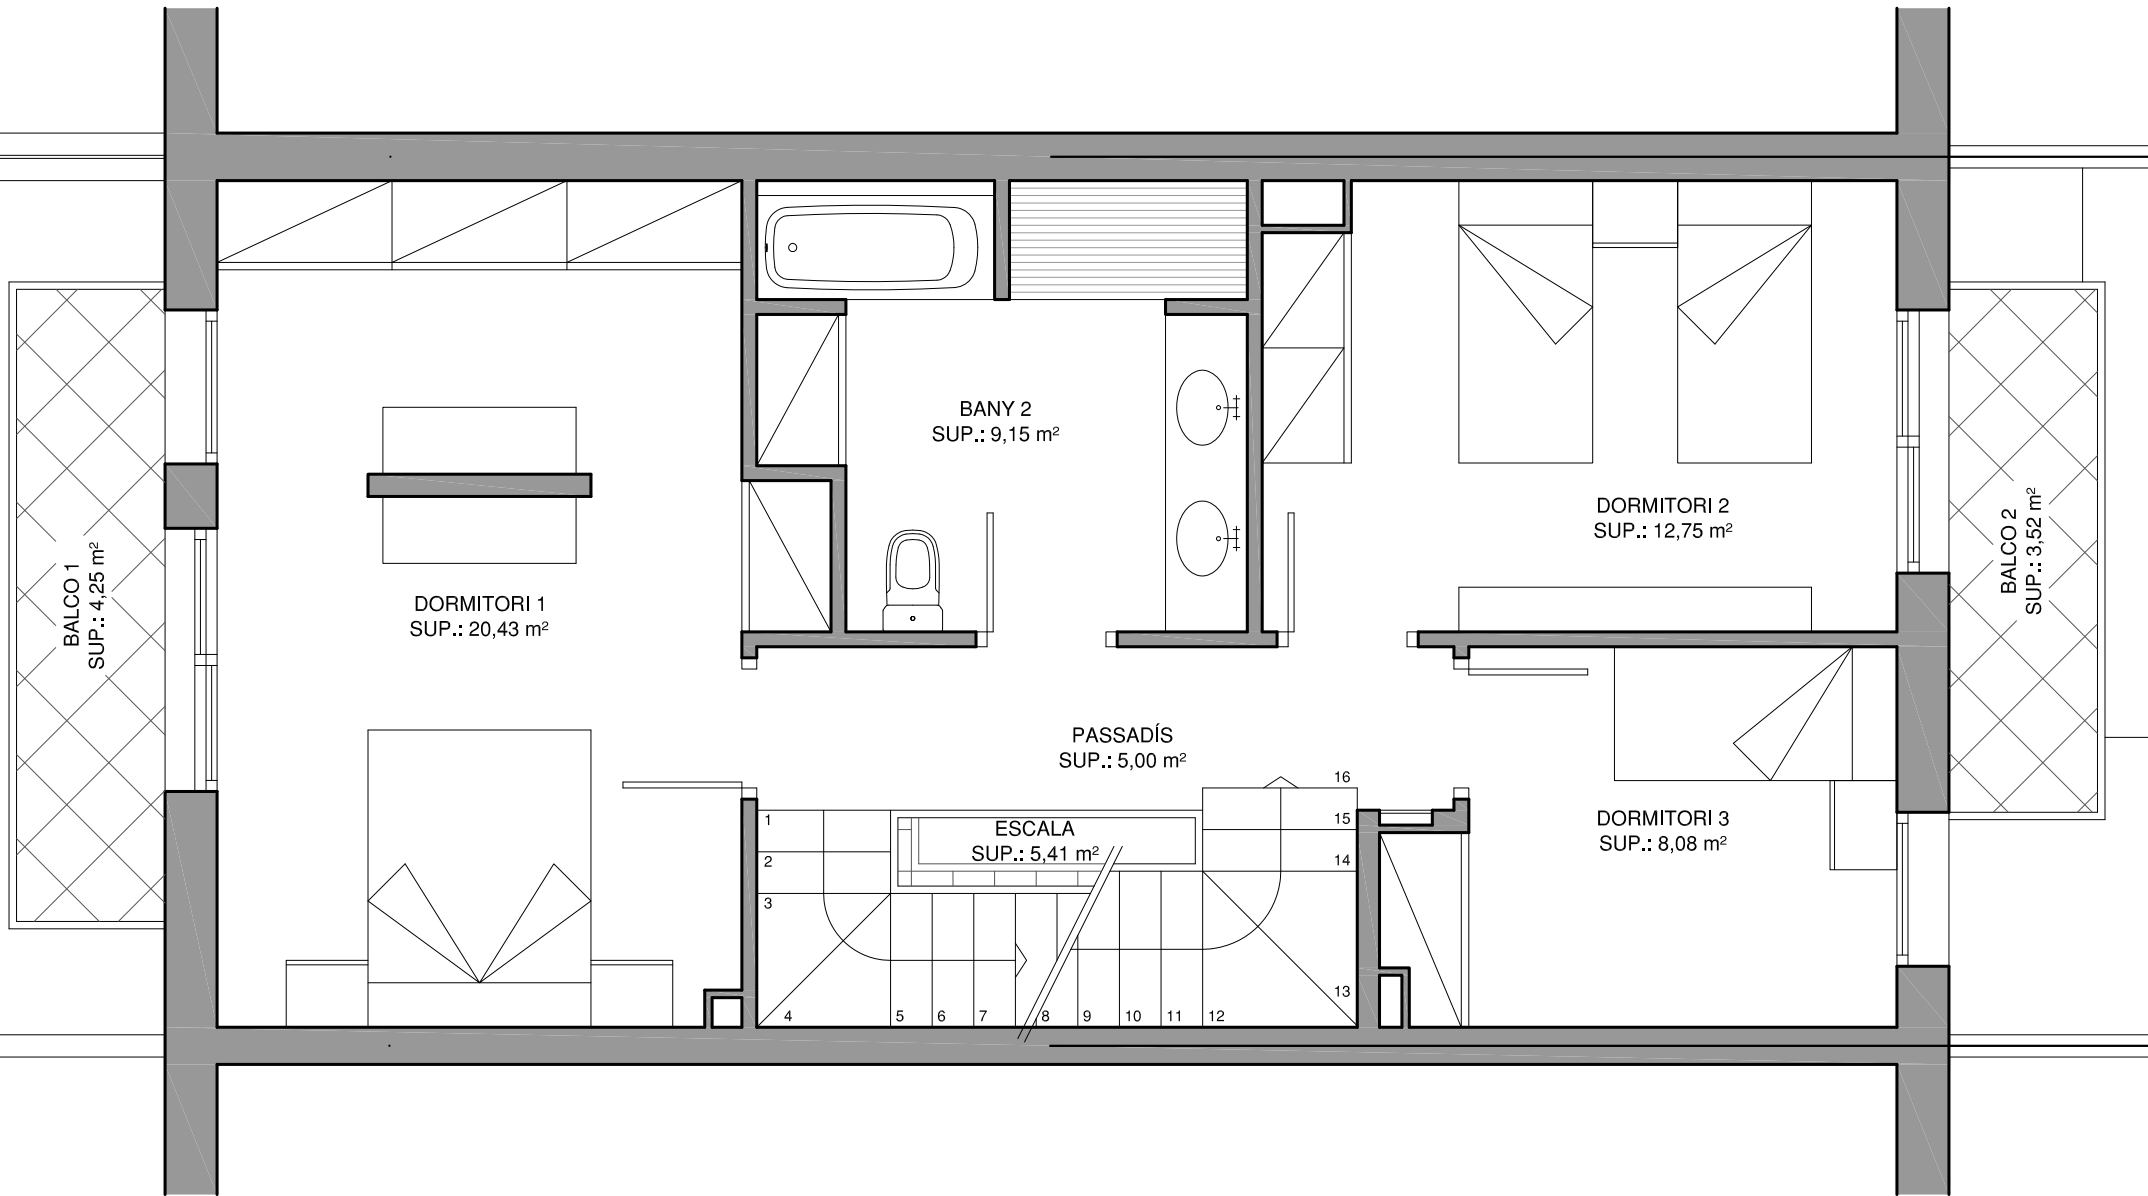 BALCO 1
SUP.: 4,25 m²
DORMITORI 1
SUP.: 20,43 m²
BANY 2
SUP.: 9,15 m²
DORMITORI 2
SUP.: 12,75 m²
BALCO 2
SUP.: 3,52 m²
PASSADÍS
SUP.: 5,00 m²
ESCALA
SUP.: 5,41 m²
DORMITORI 3
SUP.: 8,08 m²
1
2
3
4
5
6
7
8
9
10
11
12
13
14
15
16